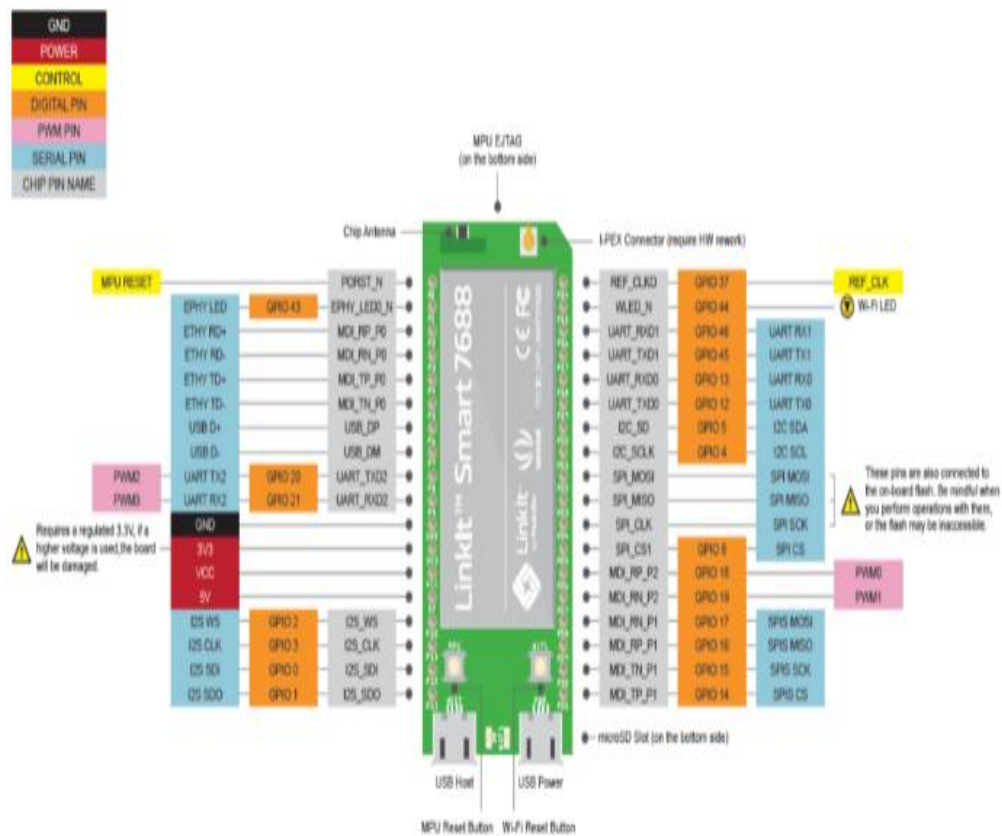 GND
POWER
CONTROL
DIGITAL PIN
PWM PIN
SERIAL PIN
CHIP PIN NAME
MPU EJTAG
(on the bottom side)
Chip Antenna
I-PEX Connector (require HW rework)
MPU RESET PORST_N
EPHY LED GPIO 43 EPHY_LED0_N
ETHY RD+ MDI_RP_P0
ETHY RD- MDI_RN_P0
ETHY TD+ MDI_TP_P0
ETHY TD- MDI_TN_P0
USB D+ USB_DP
USB D- USB_DM
PWM2 UART TX2 GPIO 20 UART_TXD2
PWM3 UART RX2 GPIO 21 UART_RXD2
GND
3V3
VCC
5V
I2S WS GPIO 2 I2S_WS
I2S CLK GPIO 3 I2S_CLK
I2S SDI GPIO 0 I2S_SDI
I2S SDO GPIO 1 I2S_SDO
Requires a regulated 3.3V, if a
higher voltage is used,the board
will be damaged.
LinkIt™ Smart 7688
LinkIt
CE FC
REF_CLKO GPIO 37 REF_CLK
WLED_N GPIO 44 Wi-Fi LED
UART_RXD1 GPIO 46 UART RX1
UART_TXD1 GPIO 45 UART TX1
UART_RXD0 GPIO 13 UART RX0
UART_TXD0 GPIO 12 UART TX0
I2C_SD GPIO 5 I2C SDA
I2C_SCLK GPIO 4 I2C SCL
SPI_MOSI SPI MOSI
SPI_MISO SPI MISO
SPI_CLK SPI SCK
SPI_CS1 GPIO 6 SPI CS
MDI_RP_P2 GPIO 18 PWM0
MDI_RN_P2 GPIO 19 PWM1
MDI_RN_P1 GPIO 17 SPIS MOSI
MDI_RP_P1 GPIO 16 SPIS MISO
MDI_TN_P1 GPIO 15 SPIS SCK
MDI_TP_P1 GPIO 14 SPIS CS
These pins are also connected to
the on-board flash. Be mindful when
you perform operations with them,
or the flash may be inaccessible.
microSD Slot (on the bottom side)
USB Host USB Power
MPU Reset Button Wi-Fi Reset Button